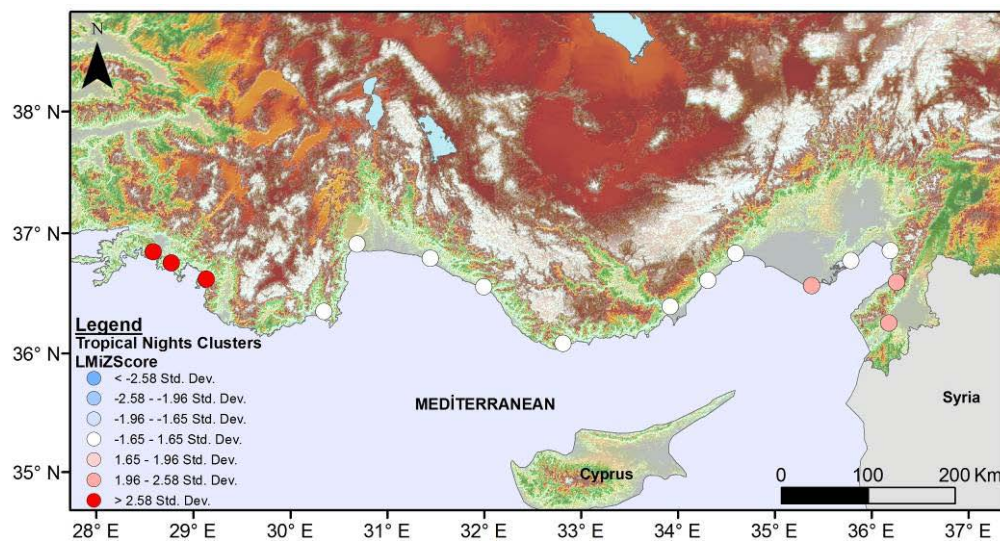 N
38° N
37° N
36° N
35° N
Legend
Tropical Nights Clusters
LMiZScore
< -2.58 Std. Dev.
-2.58 - -1.96 Std. Dev.
-1.96 - -1.65 Std. Dev.
-1.65 - 1.65 Std. Dev.
1.65 - 1.96 Std. Dev.
1.96 - 2.58 Std. Dev.
> 2.58 Std. Dev.
MEDİTERRANEAN
Syria
Cyprus
0 100 200 Km
28° E 29° E 30° E 31° E 32° E 33° E 34° E 35° E 36° E 37° E